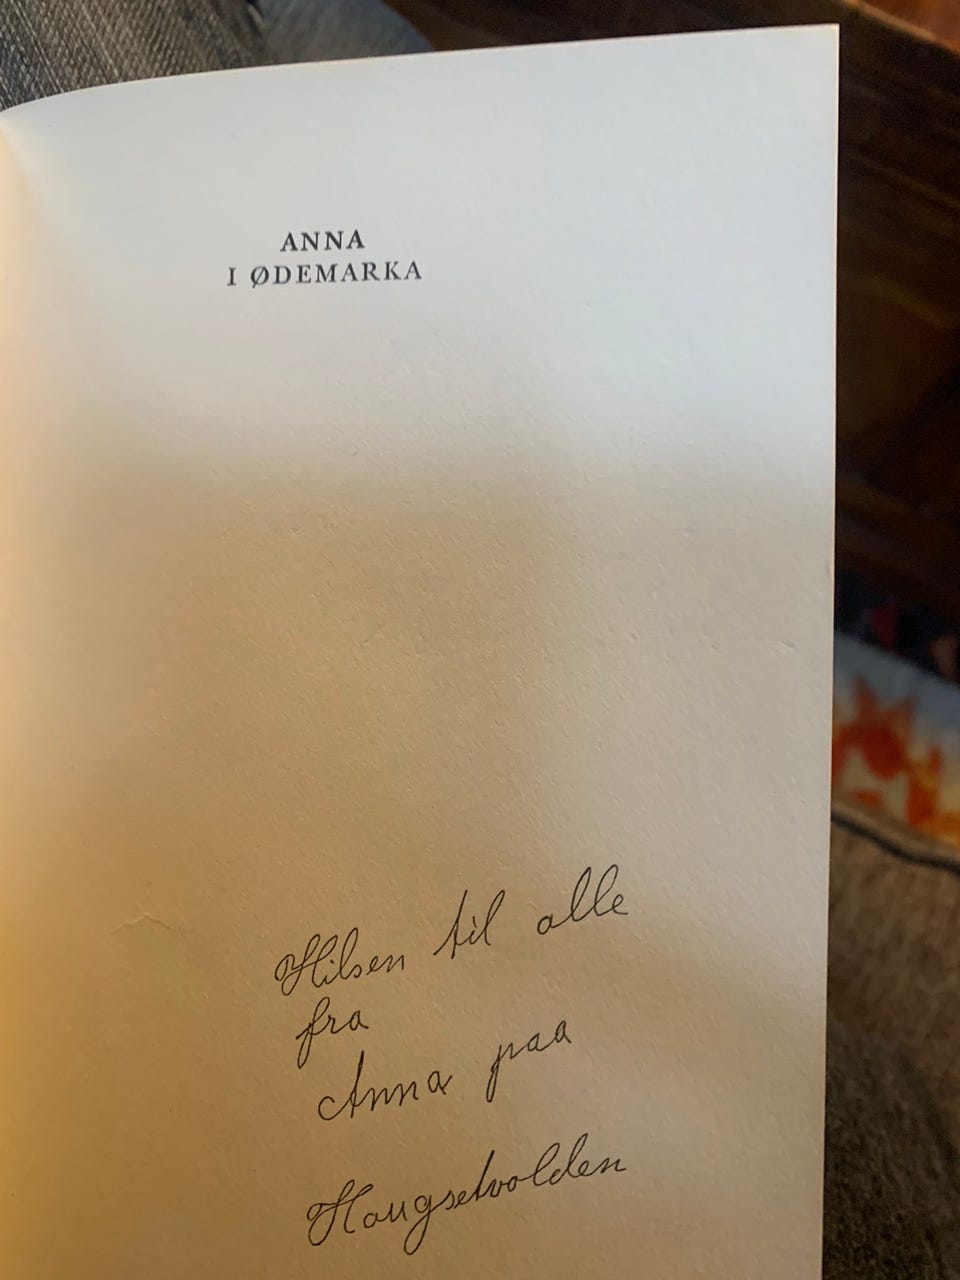 ANNA
I ØDEMARKA
Hilsen til alle
fra
Anna paa
Haugsetvolden